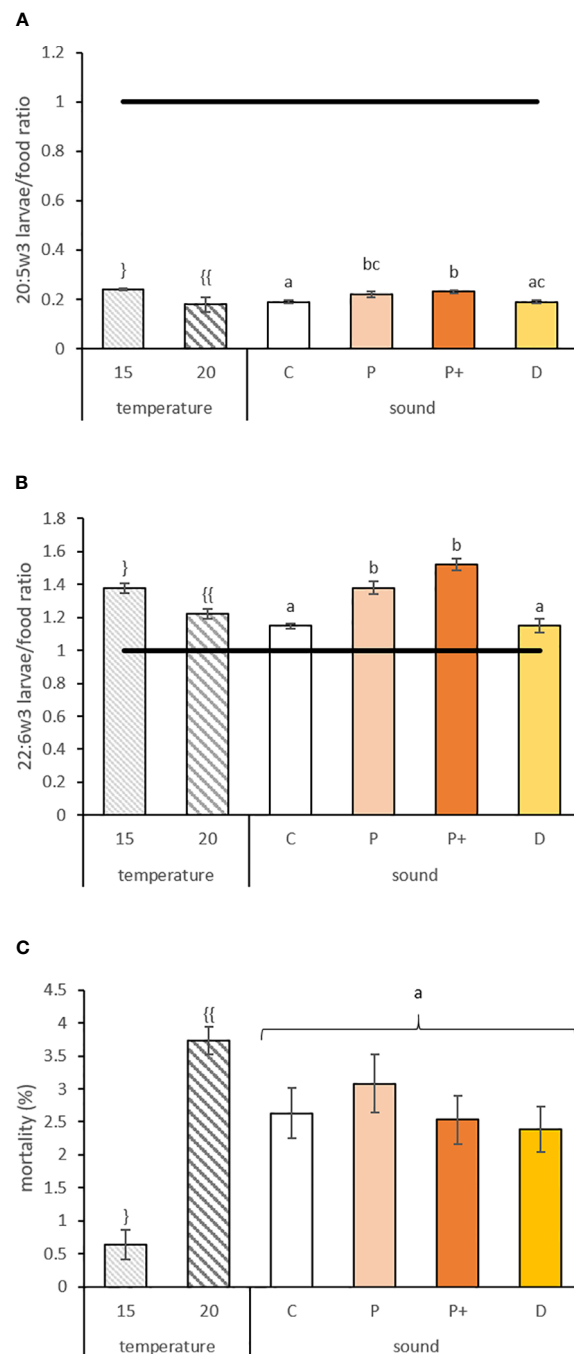 A
20:5w3 larvae/food ratio
1.2
1
0.8
0.6
0.4
0.2
0
} {{ a bc b ac
15 20 C P P+ D
temperature sound
B
22:6w3 larvae/food ratio
1.8
1.6
1.4
1.2
1
0.8
0.6
0.4
0.2
0
} {{ a b b a
15 20 C P P+ D
temperature sound
C
mortality (%)
4.5
4
3.5
3
2.5
2
1.5
1
0.5
0
} {{ a
15 20 C P P+ D
temperature sound